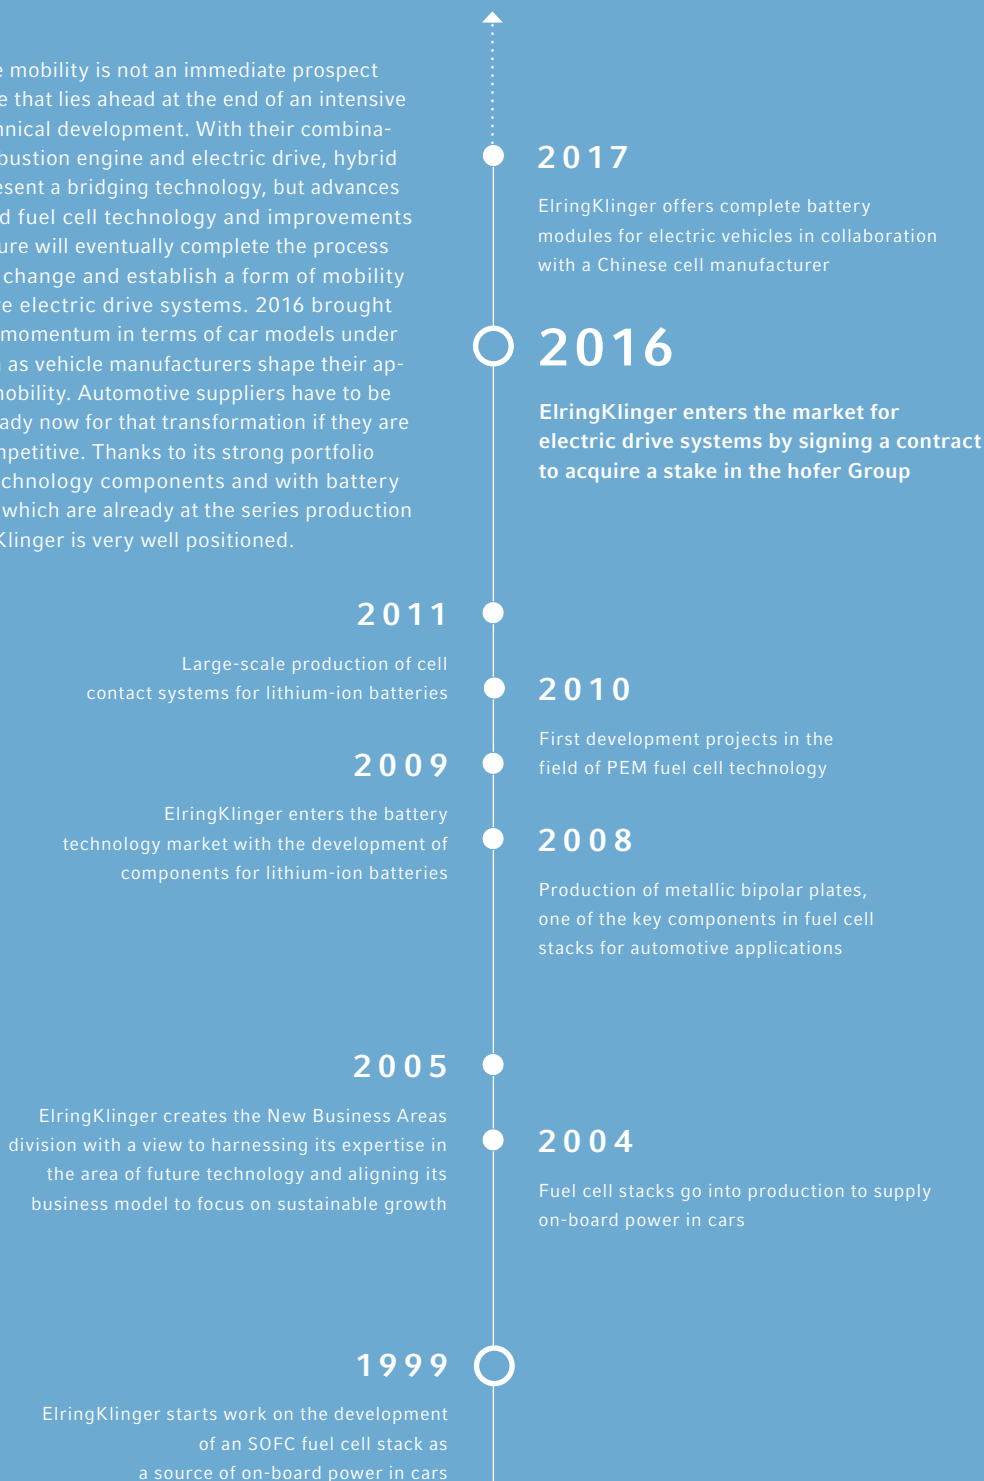 e mobility is not an immediate prospect
e that lies ahead at the end of an intensive
hnical development. With their combina-
bustion engine and electric drive, hybrid
esent a bridging technology, but advances
d fuel cell technology and improvements
ure will eventually complete the process
change and establish a form of mobility
e electric drive systems. 2016 brought
momentum in terms of car models under
as vehicle manufacturers shape their ap-
mobility. Automotive suppliers have to be
ady now for that transformation if they are
mpetitive. Thanks to its strong portfolio
chnology components and with battery
which are already at the series production
Klinger is very well positioned.
2017
ElringKlinger offers complete battery
modules for electric vehicles in collaboration
with a Chinese cell manufacturer
2016
ElringKlinger enters the market for
electric drive systems by signing a contract
to acquire a stake in the hofer Group
2011
Large-scale production of cell
contact systems for lithium-ion batteries
2010
First development projects in the
field of PEM fuel cell technology
2009
ElringKlinger enters the battery
technology market with the development of
components for lithium-ion batteries
2008
Production of metallic bipolar plates,
one of the key components in fuel cell
stacks for automotive applications
2005
ElringKlinger creates the New Business Areas
division with a view to harnessing its expertise in
the area of future technology and aligning its
business model to focus on sustainable growth
2004
Fuel cell stacks go into production to supply
on-board power in cars
1999
ElringKlinger starts work on the development
of an SOFC fuel cell stack as
a source of on-board power in cars